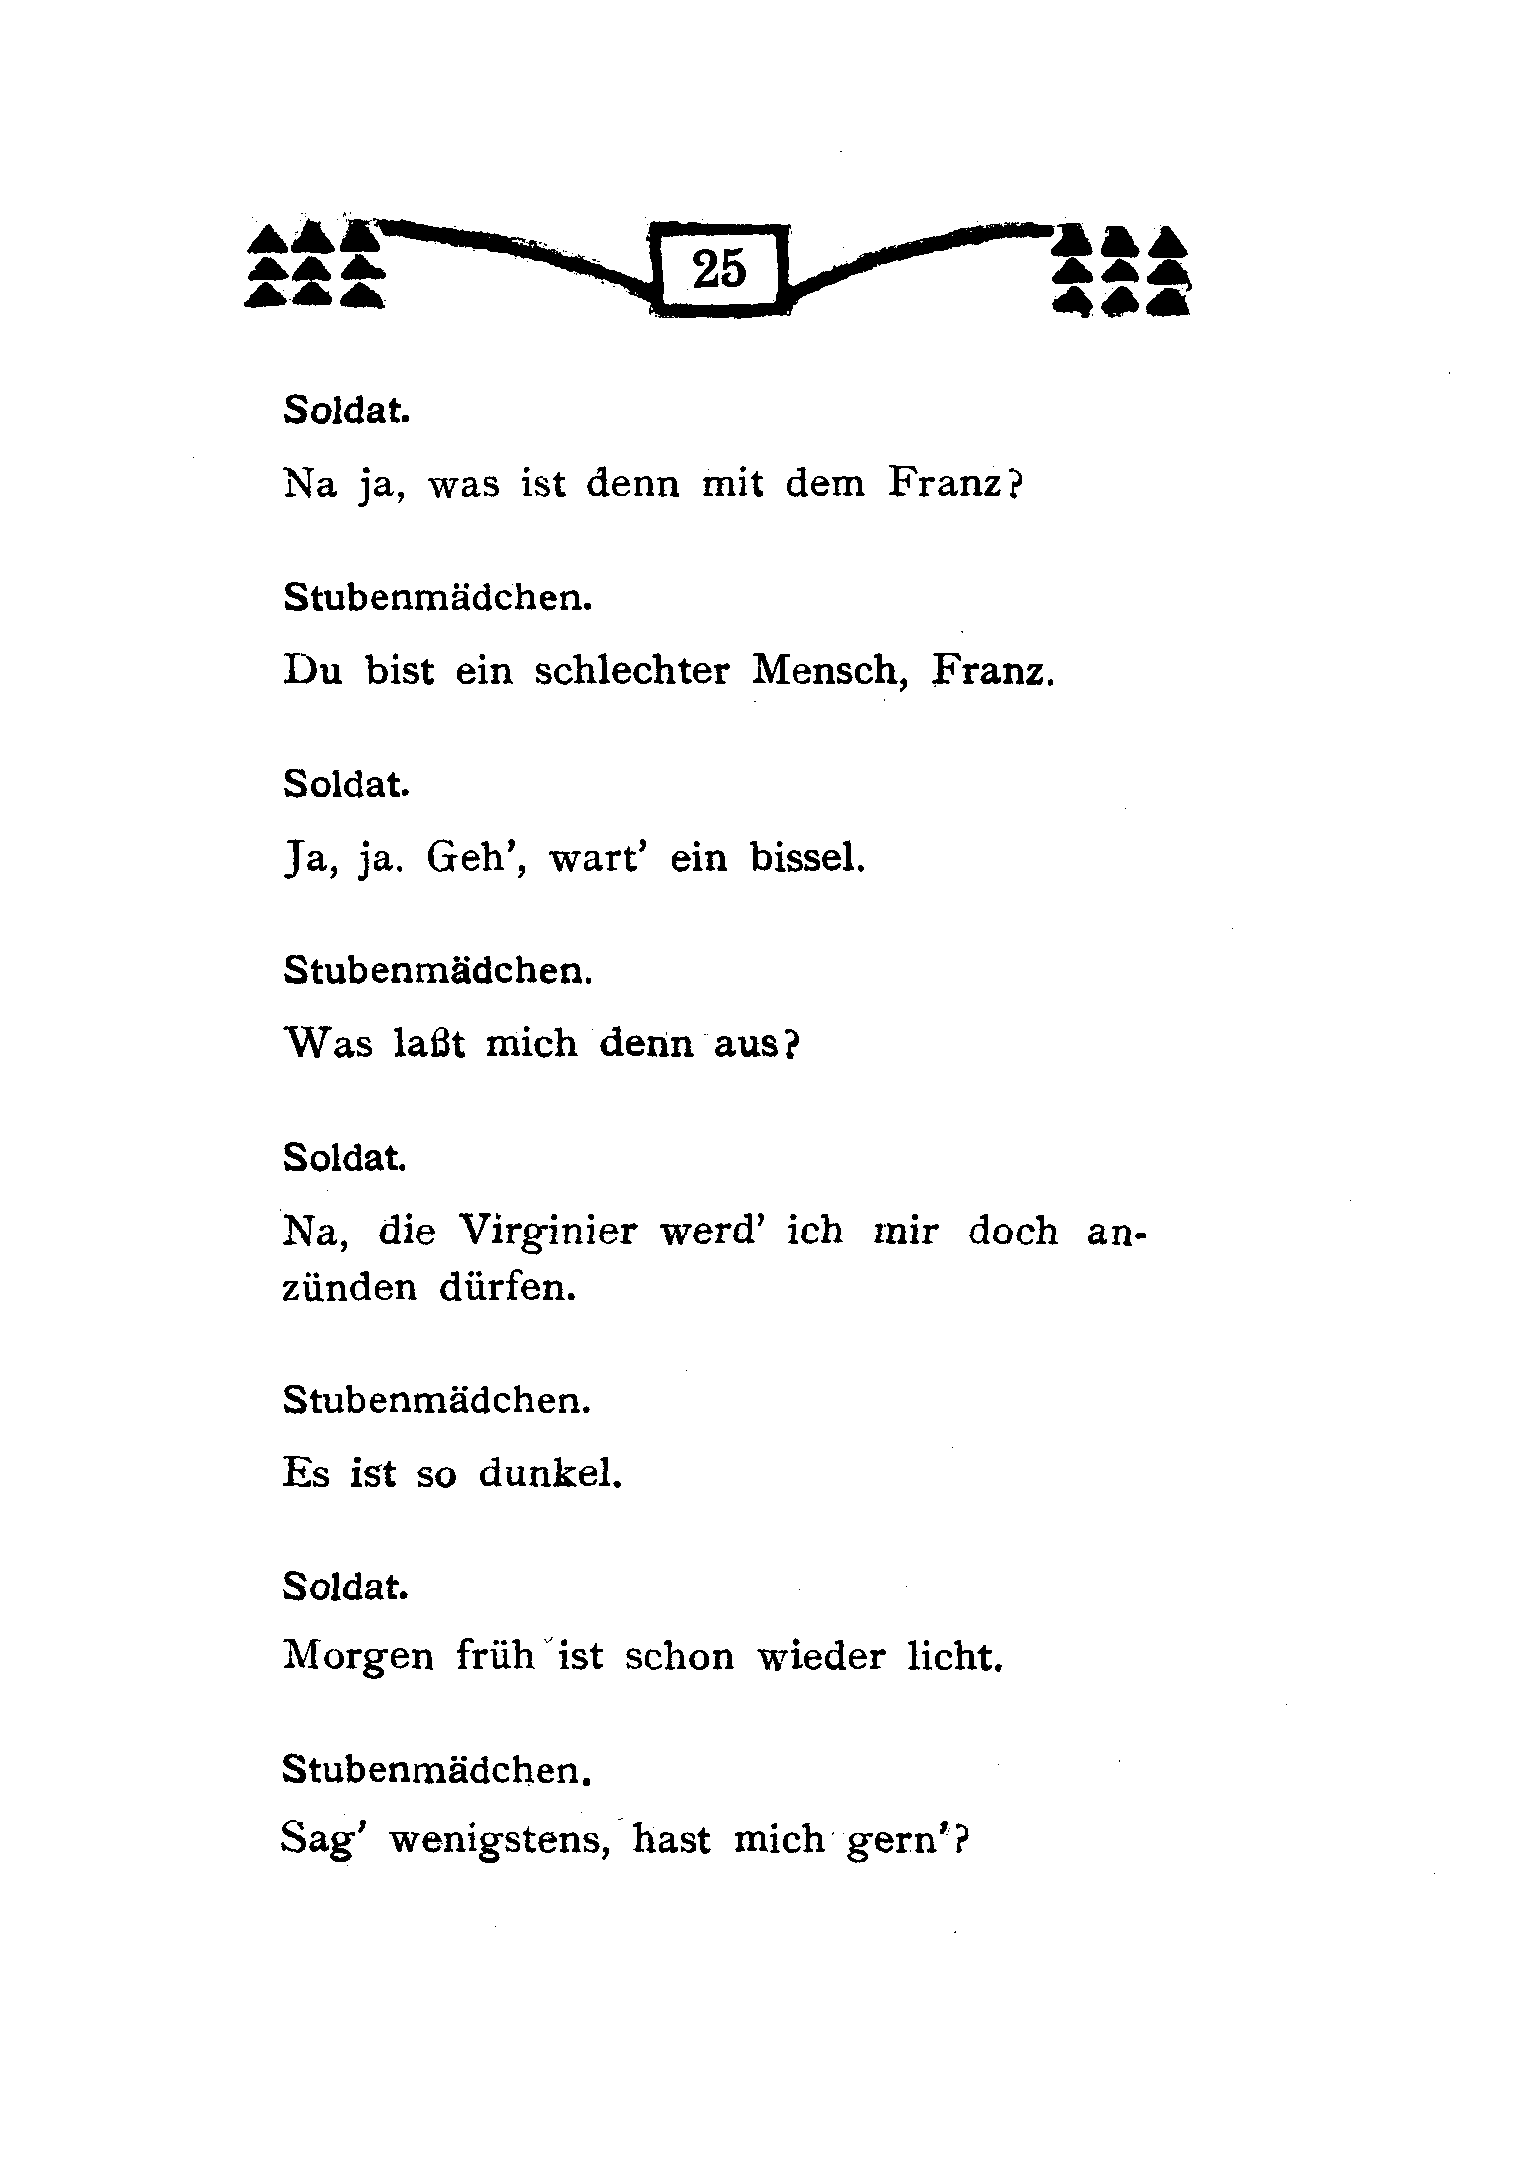 25
Soldat.
Na ja, was ist denn mit dem Franz?
Stubenmädchen.
Du bist ein schlechter Mensch, Franz.
Soldat.
Ja, ja. Geh’, wart’ ein bissel.
Stubenmädchen.
Was laßt mich denn aus?
Soldat.
Na, die Virginier werd’ ich mir doch an-
zünden dürfen.
Stubenmädchen.
Es ist so dunkel.
Soldat.
Morgen früh ist schon wieder licht.
Stubenmädchen.
Sag’ wenigstens, hast mich gern’?